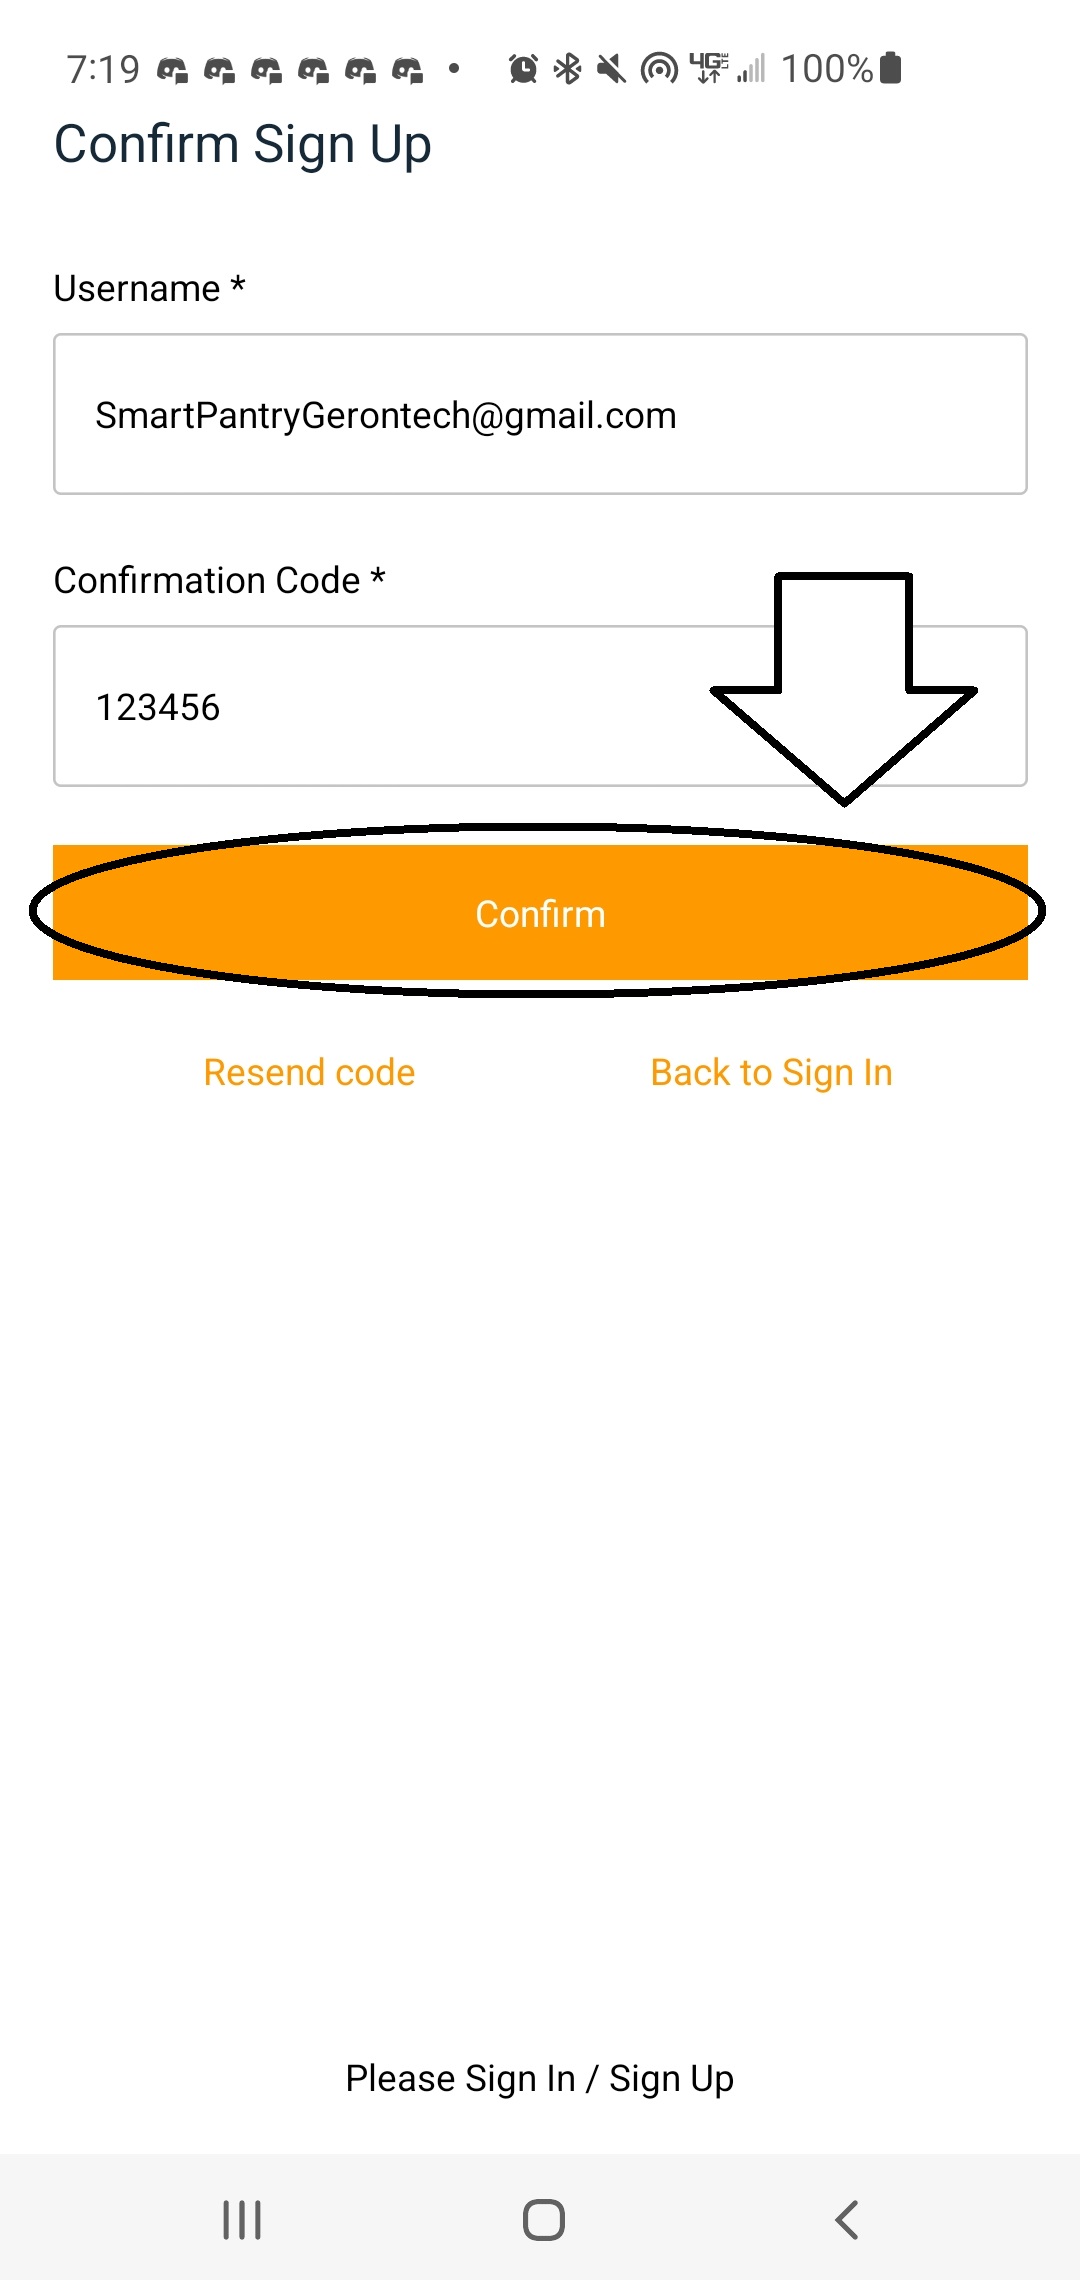 7:19 4G LTE 100%
Confirm Sign Up
Username *
SmartPantryGerontech@gmail.com
Confirmation Code *
123456
Confirm
Resend code Back to Sign In
Please Sign In / Sign Up